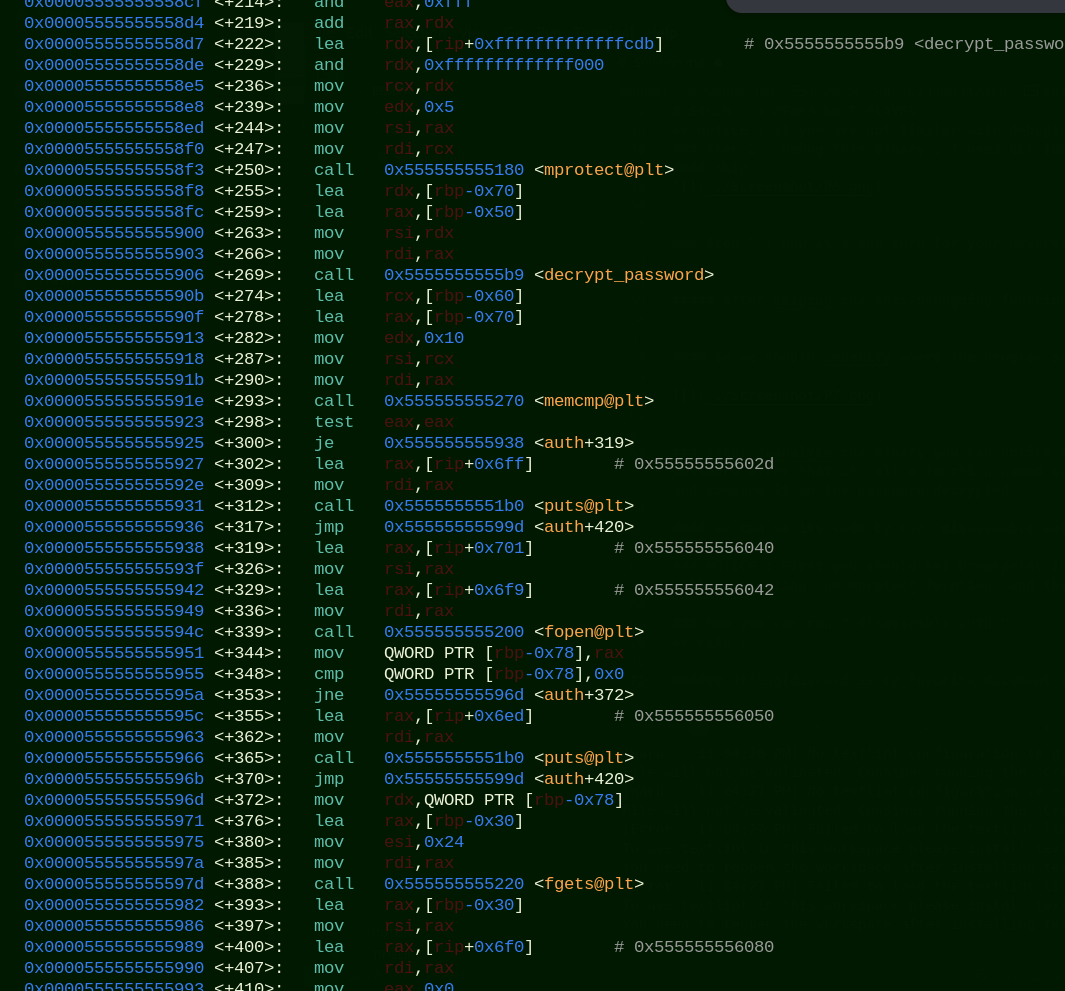 0x00005555555558cf <+214>: and eax,0xfff
0x00005555555558d4 <+219>: add rax,rdx
0x00005555555558d7 <+222>: lea rdx,[rip+0xfffffffffffffcdb] # 0x5555555555b9 <decrypt_passwo
0x00005555555558de <+229>: and rdx,0xfffffffffffff000
0x00005555555558e5 <+236>: mov rcx,rdx
0x00005555555558e8 <+239>: mov edx,0x5
0x00005555555558ed <+244>: mov rsi,rax
0x00005555555558f0 <+247>: mov rdi,rcx
0x00005555555558f3 <+250>: call 0x555555555180 <mprotect@plt>
0x00005555555558f8 <+255>: lea rdx,[rbp-0x70]
0x00005555555558fc <+259>: lea rax,[rbp-0x50]
0x0000555555555900 <+263>: mov rsi,rdx
0x0000555555555903 <+266>: mov rdi,rax
0x0000555555555906 <+269>: call 0x5555555555b9 <decrypt_password>
0x000055555555590b <+274>: lea rcx,[rbp-0x60]
0x000055555555590f <+278>: lea rax,[rbp-0x70]
0x0000555555555913 <+282>: mov edx,0x10
0x0000555555555918 <+287>: mov rsi,rcx
0x000055555555591b <+290>: mov rdi,rax
0x000055555555591e <+293>: call 0x555555555270 <memcmp@plt>
0x0000555555555923 <+298>: test eax,eax
0x0000555555555925 <+300>: je 0x555555555938 <auth+319>
0x0000555555555927 <+302>: lea rax,[rip+0x6ff] # 0x55555555602d
0x000055555555592e <+309>: mov rdi,rax
0x0000555555555931 <+312>: call 0x5555555551b0 <puts@plt>
0x0000555555555936 <+317>: jmp 0x55555555599d <auth+420>
0x0000555555555938 <+319>: lea rax,[rip+0x701] # 0x555555556040
0x000055555555593f <+326>: mov rsi,rax
0x0000555555555942 <+329>: lea rax,[rip+0x6f9] # 0x555555556042
0x0000555555555949 <+336>: mov rdi,rax
0x000055555555594c <+339>: call 0x555555555200 <fopen@plt>
0x0000555555555951 <+344>: mov QWORD PTR [rbp-0x78],rax
0x0000555555555955 <+348>: cmp QWORD PTR [rbp-0x78],0x0
0x000055555555595a <+353>: jne 0x55555555596d <auth+372>
0x000055555555595c <+355>: lea rax,[rip+0x6ed] # 0x555555556050
0x0000555555555963 <+362>: mov rdi,rax
0x0000555555555966 <+365>: call 0x5555555551b0 <puts@plt>
0x000055555555596b <+370>: jmp 0x55555555599d <auth+420>
0x000055555555596d <+372>: mov rdx,QWORD PTR [rbp-0x78]
0x0000555555555971 <+376>: lea rax,[rbp-0x30]
0x0000555555555975 <+380>: mov esi,0x24
0x000055555555597a <+385>: mov rdi,rax
0x000055555555597d <+388>: call 0x555555555220 <fgets@plt>
0x0000555555555982 <+393>: lea rax,[rbp-0x30]
0x0000555555555986 <+397>: mov rsi,rax
0x0000555555555989 <+400>: lea rax,[rip+0x6f0] # 0x555555556080
0x0000555555555990 <+407>: mov rdi,rax
0x0000555555555993 <+410>: mov eax,0x0